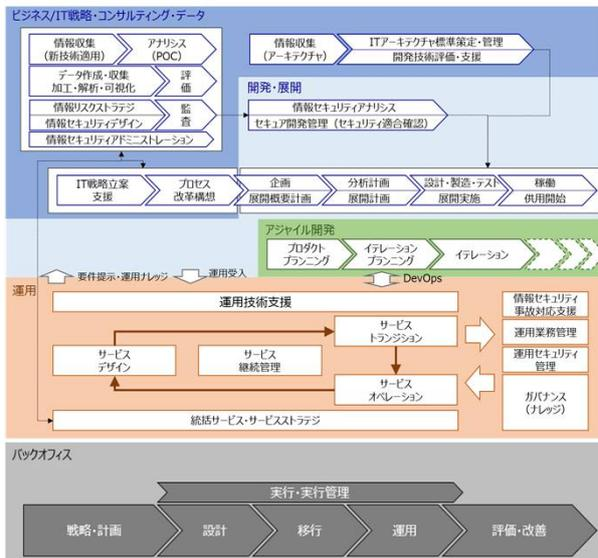 ビジネス/IT戦略・コンサルティング・データ
情報収集
(新技術適用)
アナリシス
(POC)
情報収集
(アーキテクチャ)
ITアーキテクチャ標準策定・管理
開発技術評価・支援
データ作成・収集
加工・解析・可視化
評
価
情報リスクストラテジ
情報セキュリティデザイン
監
査
情報セキュリティアドミニストレーション
開発・展開
情報セキュリティアナリシス
セキュア開発管理（セキュリティ適合確認）
IT戦略立案
支援
プロセス
改革構想
企画
展開概要計画
分析計画
展開計画
設計・製造・テスト
展開実施
稼働
供用開始
アジャイル開発
プロダクト
プランニング
イテレーション
プランニング
イテレーション
要件提示・運用ナレッジ
運用受入
DevOps
運用
運用技術支援
サービス
トランジション
サービス
デザイン
サービス
継続管理
サービス
オペレーション
統括サービス・サービスストラテジ
情報セキュリティ
事故対応支援
運用業務管理
運用セキュリティ
管理
ガバナンス
（ナレッジ）
バックオフィス
実行・実行管理
戦略・計画
設計
移行
運用
評価・改善